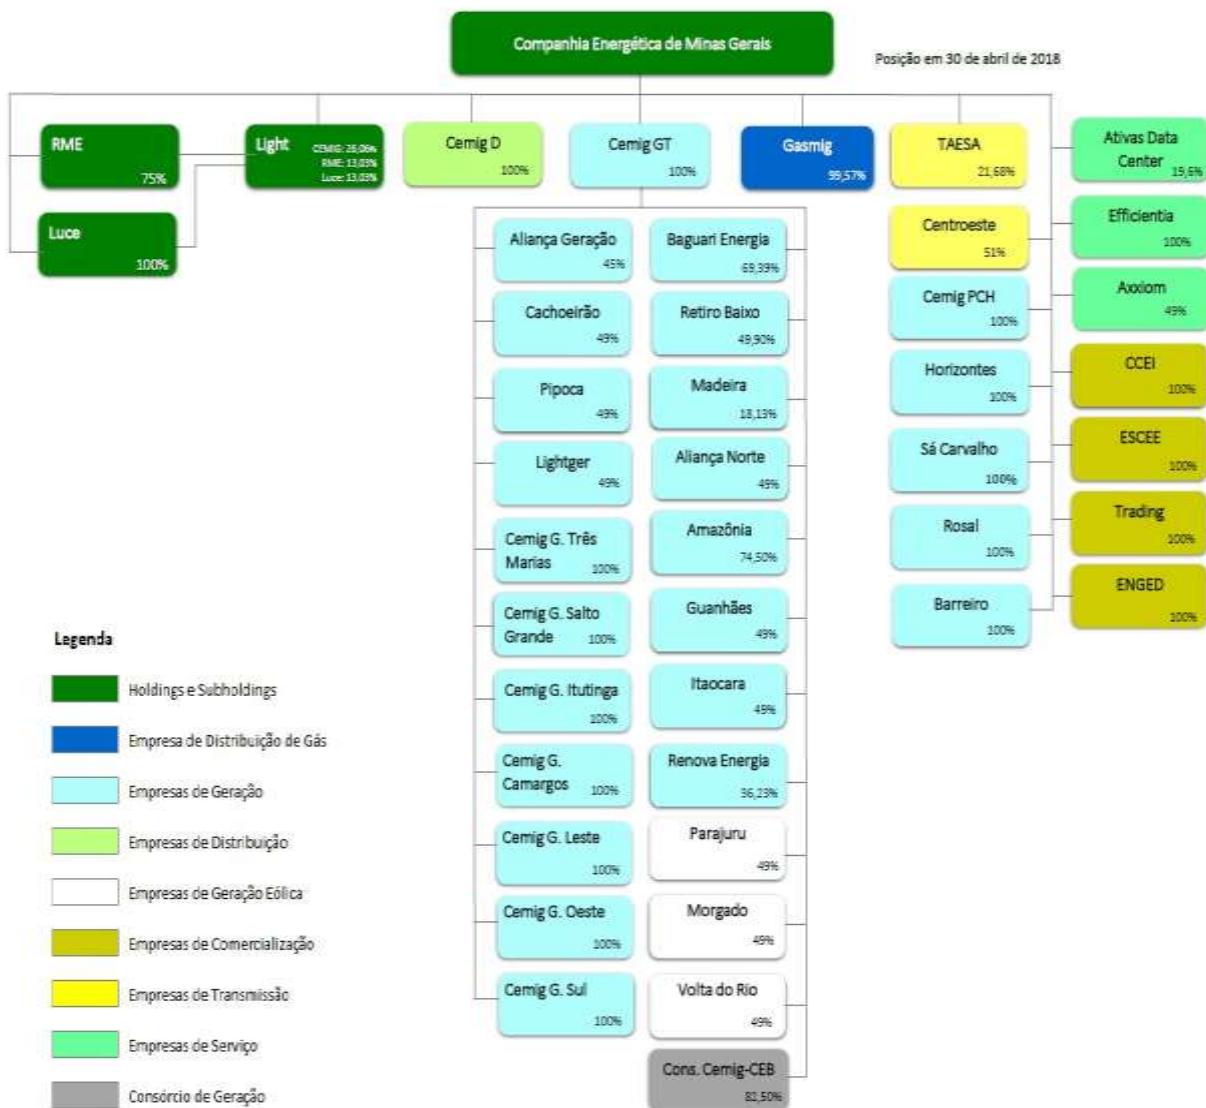 Companhia Energética de Minas Gerais
Posição em 30 de abril de 2018
RME
75%
Light
CEMIG: 26,06%
RME: 13,03%
Luce: 13,03%
Cemig D
100%
Cemig GT
100%
Gasmig
99,57%
TAESA
21,68%
Ativas Data
Center
19,6%
Luce
100%
Centroeste
51%
Efficientia
100%
Cemig PCH
100%
Axxiom
49%
Horizontes
100%
CCEI
100%
Sá Carvalho
100%
ESCEE
100%
Rosal
100%
Trading
100%
Barreiro
100%
ENGED
100%
Aliança Geração
45%
Baguari Energia
69,39%
Cachoeirão
49%
Retiro Baixo
49,90%
Pipoca
49%
Madeira
18,13%
Lightger
49%
Aliança Norte
49%
Cemig G. Três
Marias
100%
Amazônia
74,50%
Cemig G. Salto
Grande
100%
Guanhães
49%
Cemig G. Itutinga
100%
Itaocara
49%
Cemig G.
Camargos
100%
Renova Energia
36,23%
Cemig G. Leste
100%
Parajuru
49%
Cemig G. Oeste
100%
Morgado
49%
Cemig G. Sul
100%
Volta do Rio
49%
Cons. Cemig-CEB
82,50%
Legenda
Holdings e Subholdings
Empresa de Distribuição de Gás
Empresas de Geração
Empresas de Distribuição
Empresas de Geração Eólica
Empresas de Comercialização
Empresas de Transmissão
Empresas de Serviço
Consórcio de Geração